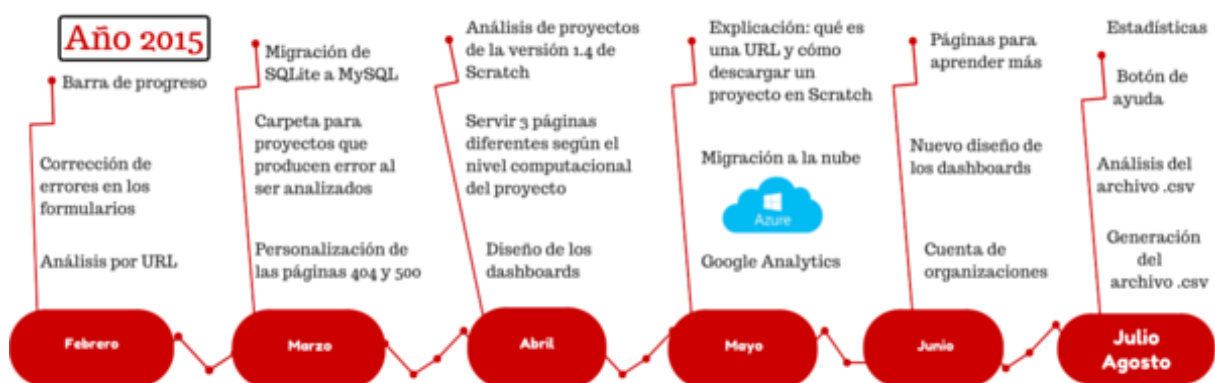 Año 2015
Barra de progreso
Corrección de
errores en los
formularios
Análisis por URL
Febrero
Migración de
SQLite a MySQL
Carpeta para
proyectos que
producen error al
ser analizados
Personalización de
las páginas 404 y 500
Marzo
Análisis de proyectos
de la versión 1.4 de
Scratch
Servir 3 páginas
diferentes según el
nivel computacional
del proyecto
Diseño de los
dashboards
Abril
Explicación: qué es
una URL y cómo
descargar un
proyecto en Scratch
Migración a la nube
Azure
Google Analytics
Mayo
Páginas para
aprender más
Nuevo diseño de
los dashboards
Cuenta de
organizaciones
Junio
Estadísticas
Botón de
ayuda
Análisis del
archivo .csv
Generación
del
archivo .csv
Julio
Agosto